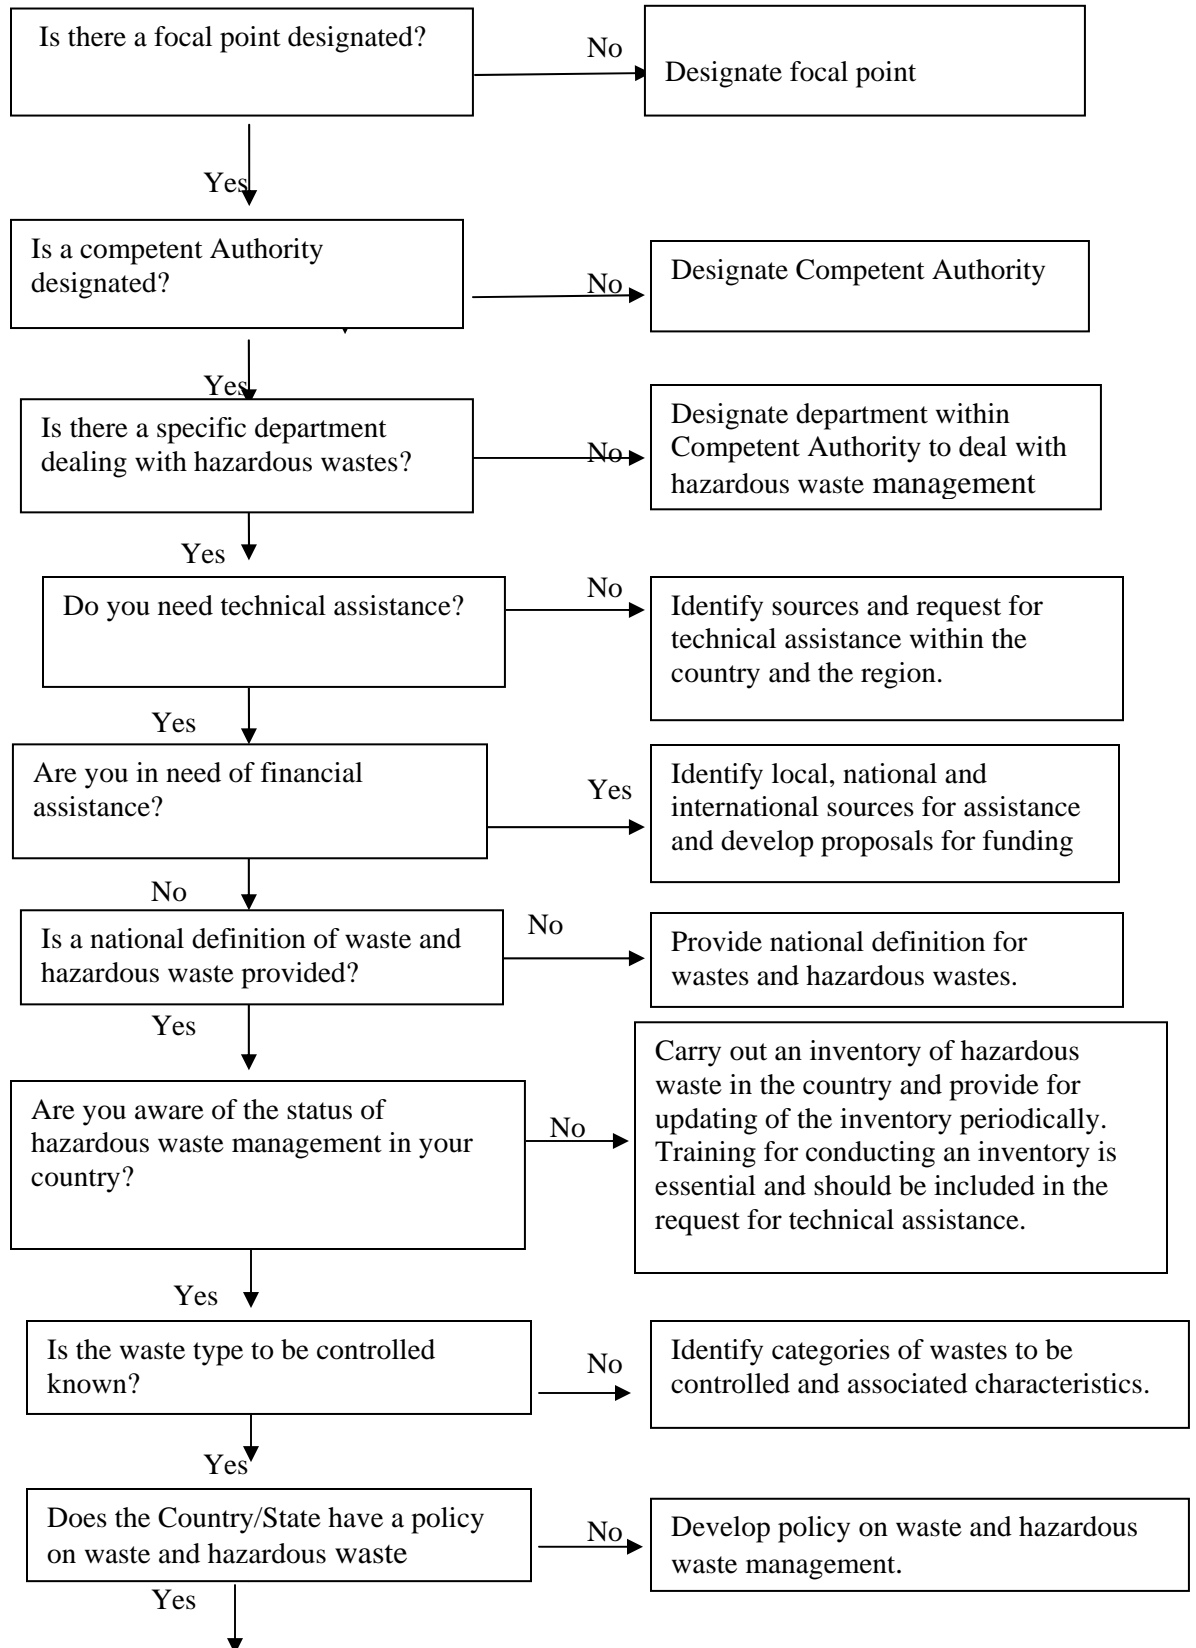 Is there a focal point designated?
No
Designate focal point
Yes
Is a competent Authority
designated?
No
Designate Competent Authority
Yes
Is there a specific department
dealing with hazardous wastes?
No
Designate department within
Competent Authority to deal with
hazardous waste management
Yes
Do you need technical assistance?
No
Identify sources and request for
technical assistance within the
country and the region.
Yes
Are you in need of financial
assistance?
Yes
Identify local, national and
international sources for assistance
and develop proposals for funding
No
Is a national definition of waste and
hazardous waste provided?
No
Provide national definition for
wastes and hazardous wastes.
Yes
Are you aware of the status of
hazardous waste management in your
country?
No
Carry out an inventory of hazardous
waste in the country and provide for
updating of the inventory periodically.
Training for conducting an inventory is
essential and should be included in the
request for technical assistance.
Yes
Is the waste type to be controlled
known?
No
Identify categories of wastes to be
controlled and associated characteristics.
Yes
Does the Country/State have a policy
on waste and hazardous waste
No
Develop policy on waste and hazardous
waste management.
Yes